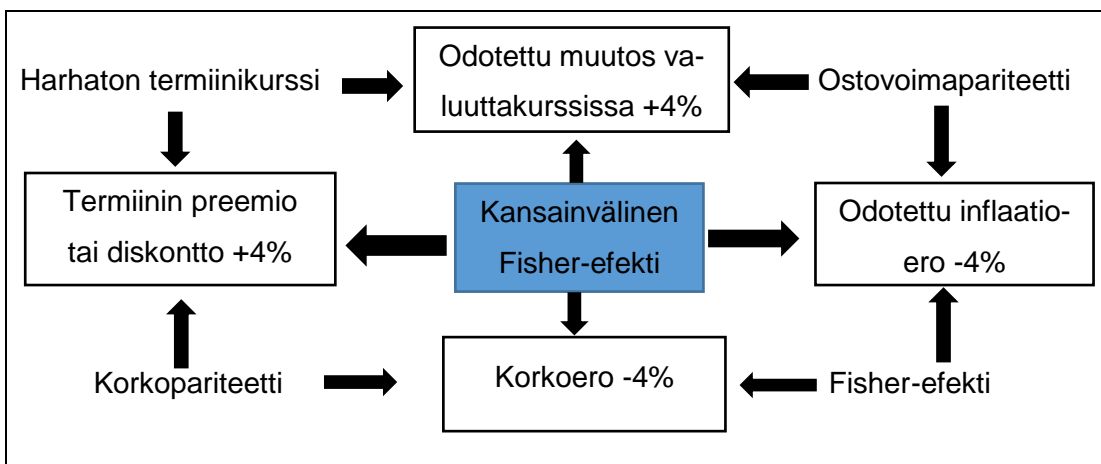 Harhaton termiinikurssi
Odotettu muutos va-
luuttakurssissa +4%
Ostovoimapariteetti
Termiinin preemio
tai diskontto +4%
Kansainvälinen
Fisher-efekti
Odotettu inflaatio-
ero -4%
Korkopariteetti
Korkoero -4%
Fisher-efekti